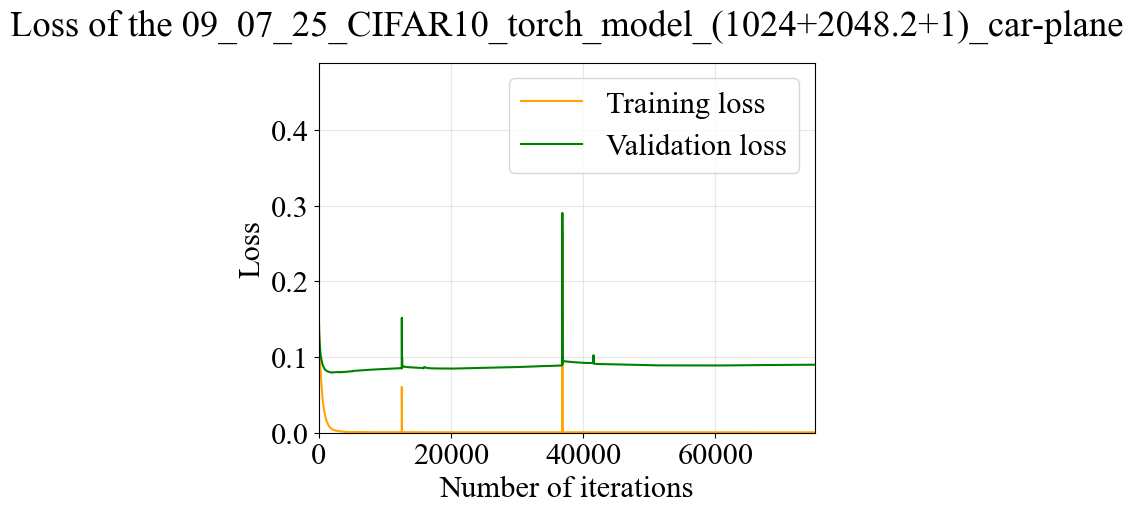 Loss of the 09_07_25_CIFAR10_torch_model_(1024+2048.2+1)_car-plane
Training loss
Validation loss
0.4
0.3
0.2
0.1
0.0
Loss
0 20000 40000 60000
Number of iterations